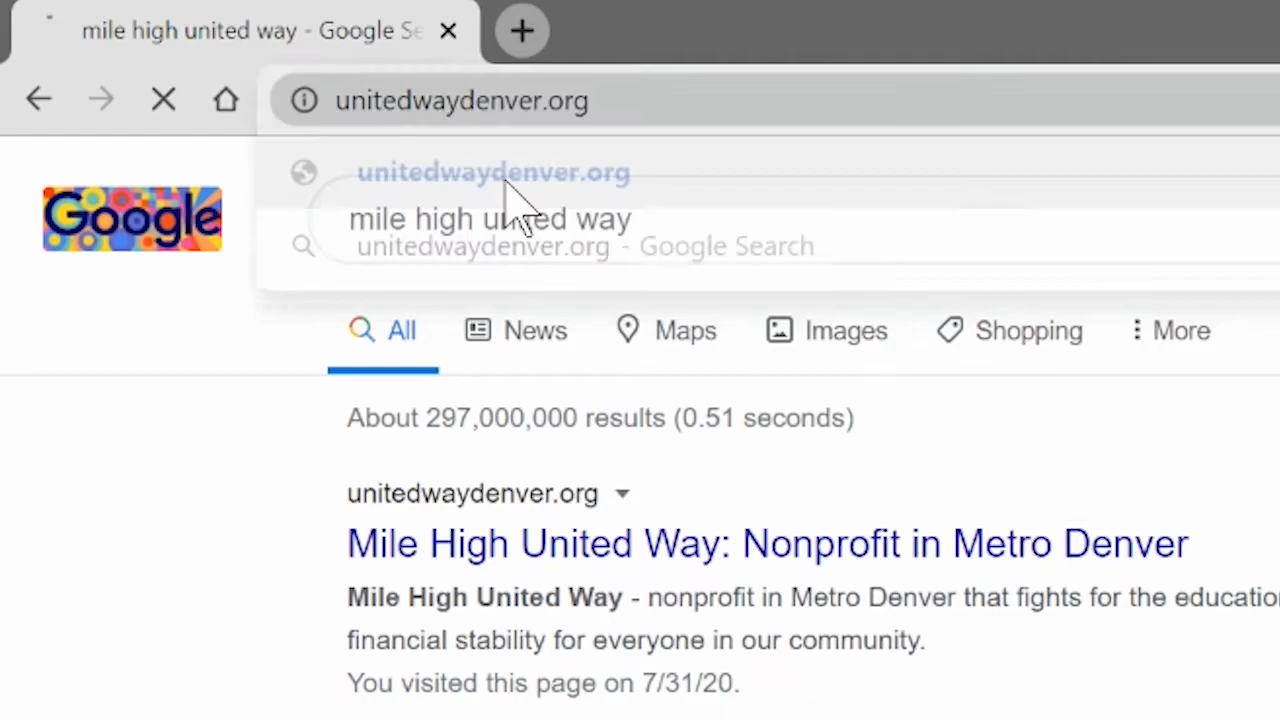 mile high united way - Google Se
unitedwaydenver.org
unitedwaydenver.org
Google
mile high united way
unitedwaydenver.org - Google Search
All News Maps Images Shopping More
About 297,000,000 results (0.51 seconds)
unitedwaydenver.org
Mile High United Way: Nonprofit in Metro Denver
Mile High United Way - nonprofit in Metro Denver that fights for the educatio
financial stability for everyone in our community.
You visited this page on 7/31/20.